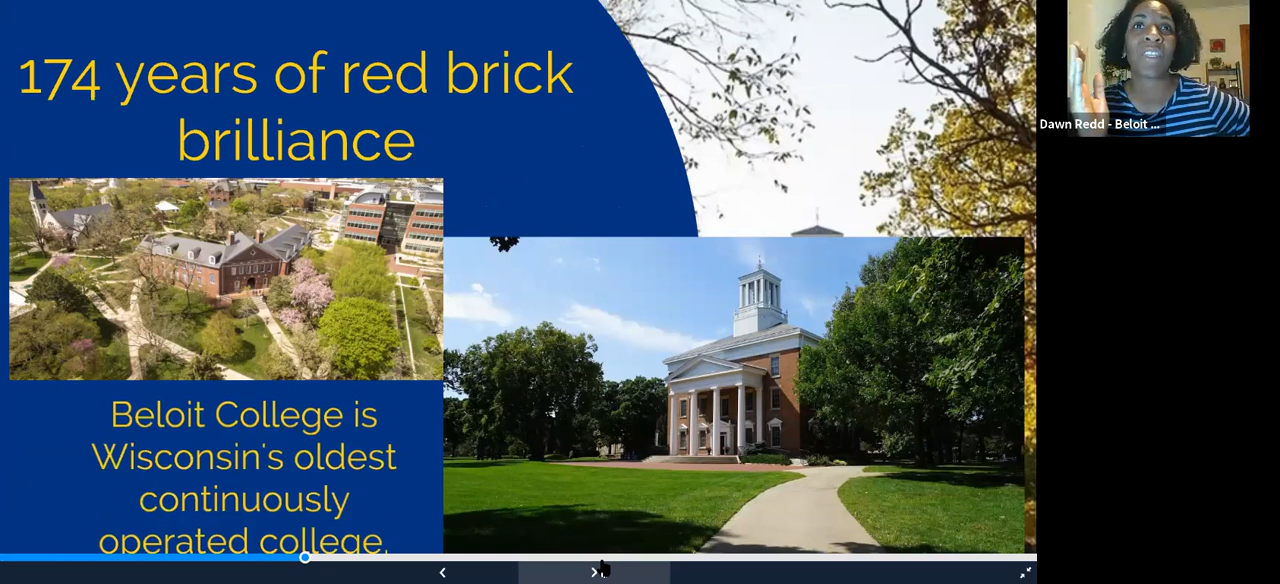 174 years of red brick
brilliance
Beloit College is
Wisconsin's oldest
continuously
operated college.
Dawn Redd - Beloit ...